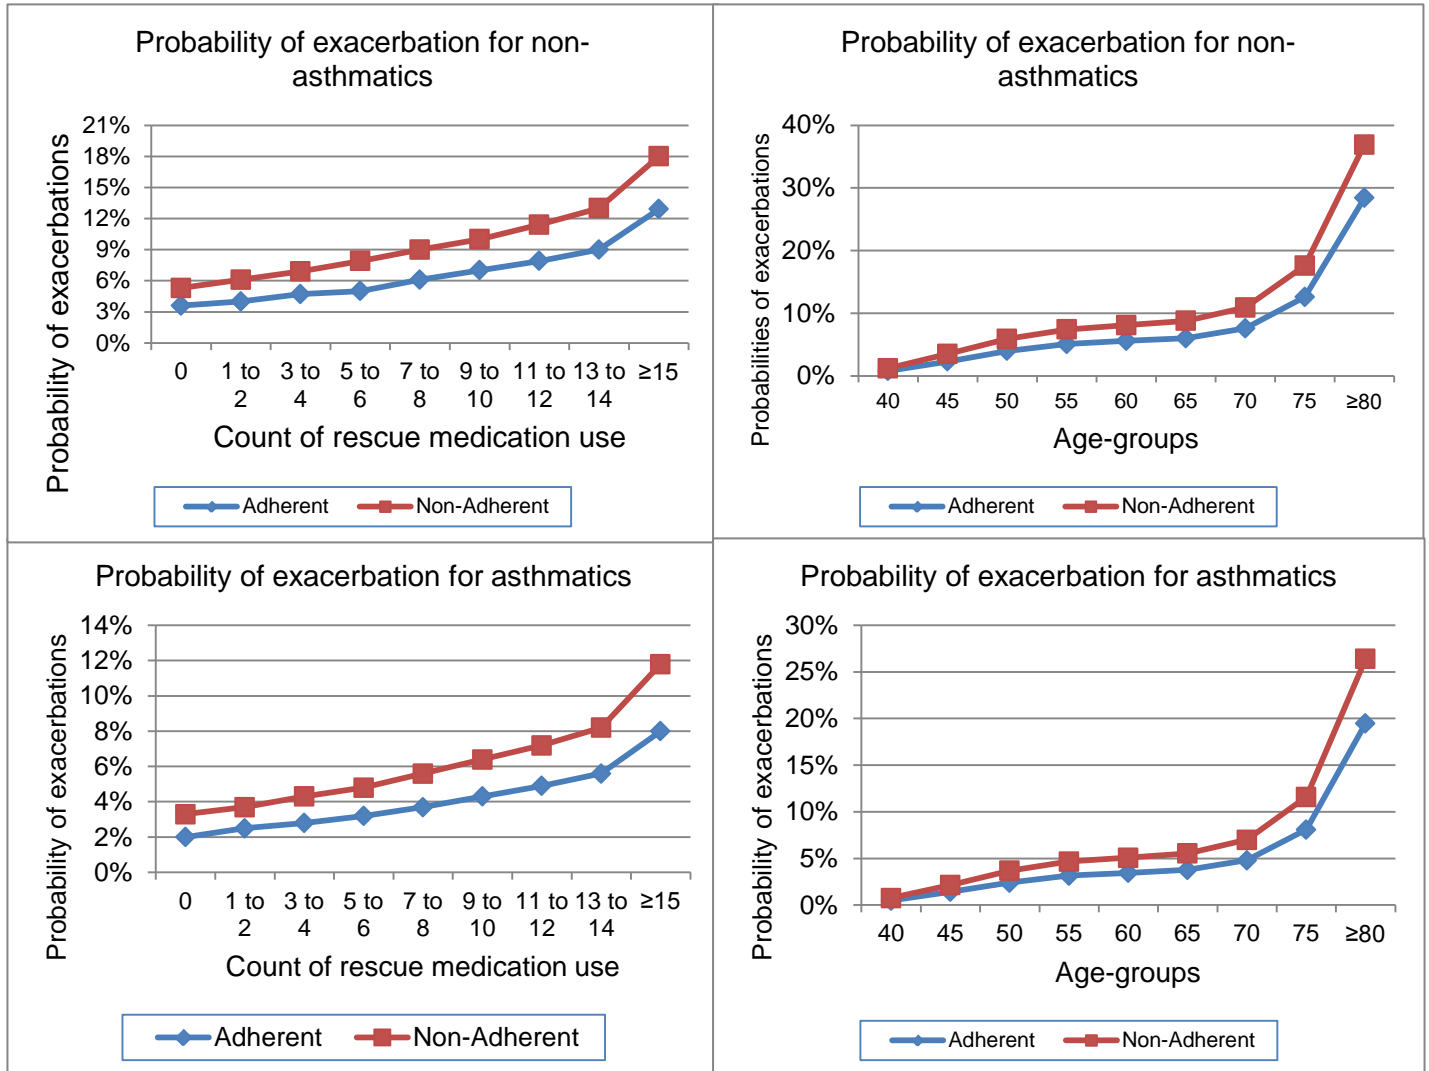 Probability of exacerbation for non-
asthmatics
Probability of exacerbations
21%
18%
15%
12%
9%
6%
3%
0%
0 1 to 3 to 5 to 7 to 9 to 11 to 13 to ≥15
2 4 6 8 10 12 14
Count of rescue medication use
Adherent Non-Adherent
Probability of exacerbation for non-
asthmatics
Probabilities of exacerbations
40%
30%
20%
10%
0%
40 45 50 55 60 65 70 75 ≥80
Age-groups
Adherent Non-Adherent
Probability of exacerbation for asthmatics
Probability of exacerbations
14%
12%
10%
8%
6%
4%
2%
0%
0 1 to 3 to 5 to 7 to 9 to 11 to 13 to ≥15
2 4 6 8 10 12 14
Count of rescue medication use
Adherent Non-Adherent
Probability of exacerbation for asthmatics
Probability of exacerbations
30%
25%
20%
15%
10%
5%
0%
40 45 50 55 60 65 70 75 ≥80
Age-groups
Adherent Non-Adherent